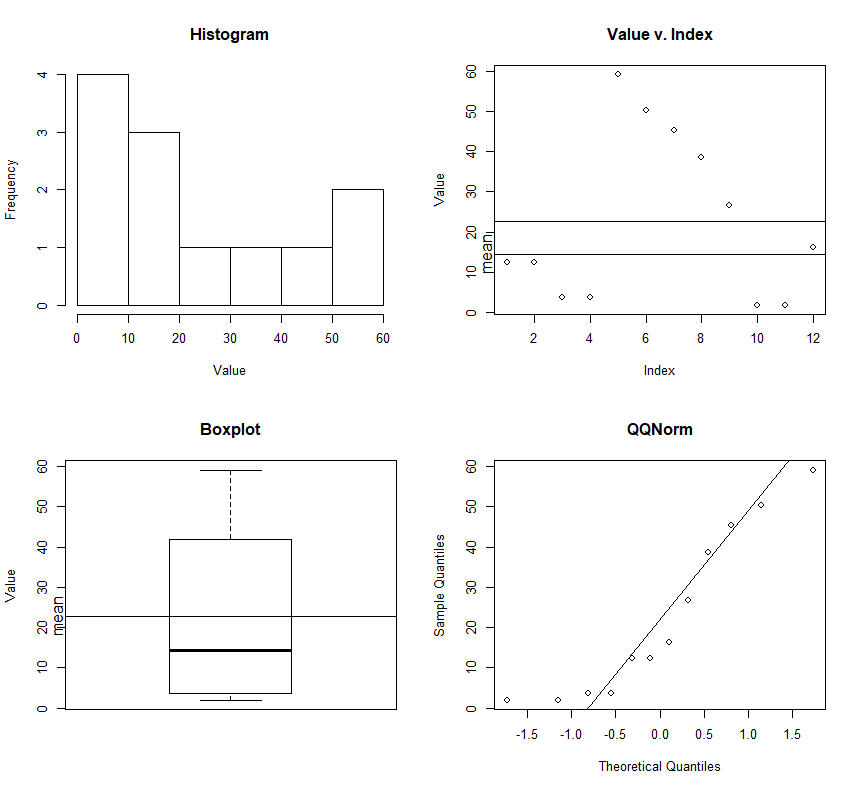 Histogram
Frequency
4
3
2
1
0
0 10 20 30 40 50 60
Value
Value v. Index
Value
60
50
40
30
20
10
0
mean
2 4 6 8 10 12
Index
Boxplot
Value
60
50
40
30
20
10
0
mean
QQNorm
Sample Quantiles
60
50
40
30
20
10
0
-1.5 -1.0 -0.5 0.0 0.5 1.0 1.5
Theoretical Quantiles